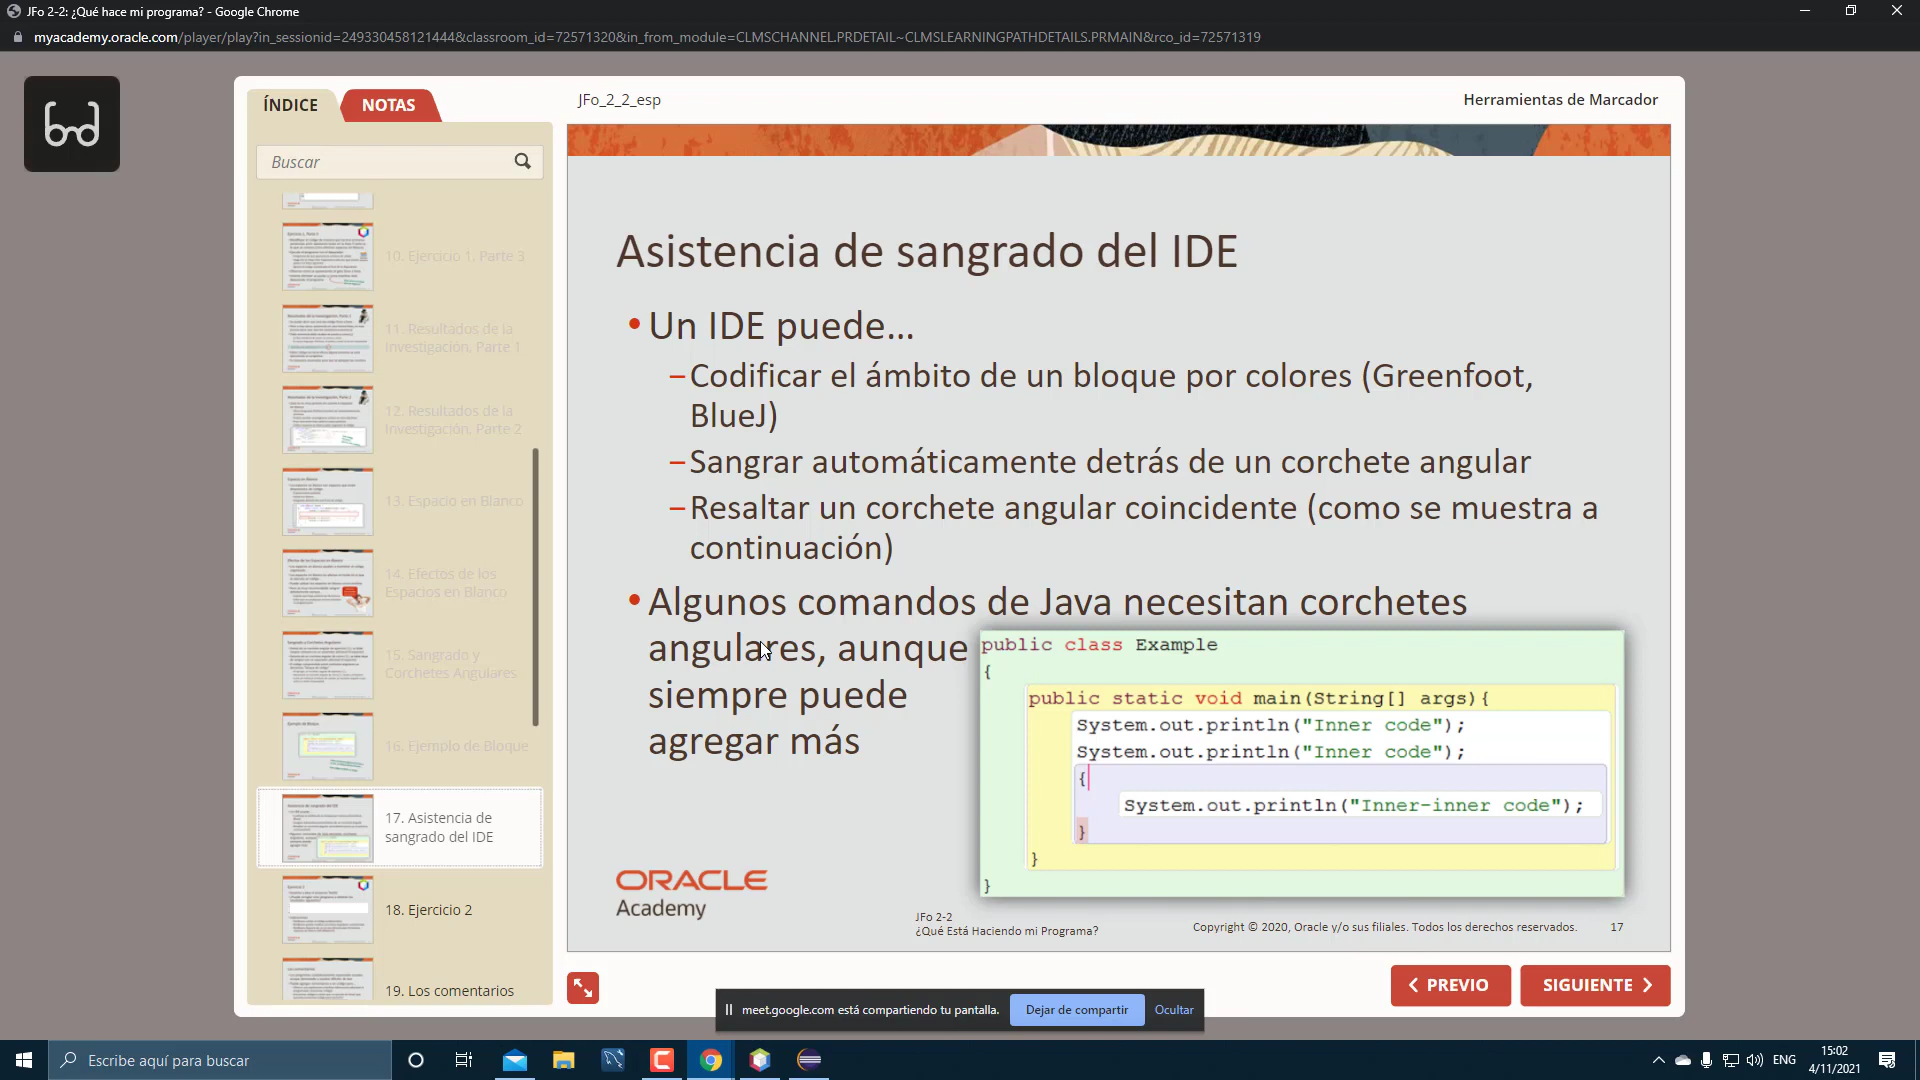 JFo 2-2: ¿Qué hace mi programa? - Google Chrome
myacademy.oracle.com/player/play?in_sessionid=249330458121444&classroom_id=72571320&in_from_module=CLMSCHANNEL.PRDETAIL~CLMSLEARNINGPATHDETAILS.PRMAIN&rco_id=72571319
ÍNDICE
NOTAS
JFo_2_2_esp
Herramientas de Marcador
Buscar
10. Ejercicio 1, Parte 3
11. Resultados de la
Investigación, Parte 1
12. Resultados de la
Investigación, Parte 2
13. Espacio en Blanco
14. Efectos de los
Espacios en Blanco
15. Sangrado y
Corchetes Angulares
16. Ejemplo de Bloque
17. Asistencia de
sangrado del IDE
18. Ejercicio 2
19. Los comentarios
Asistencia de sangrado del IDE
•Un IDE puede...
–Codificar el ámbito de un bloque por colores (Greenfoot,
BlueJ)
–Sangrar automáticamente detrás de un corchete angular
–Resaltar un corchete angular coincidente (como se muestra a
continuación)
•Algunos comandos de Java necesitan corchetes
angulares, aunque
siempre puede
agregar más
public class Example
{
public static void main(String[] args){
System.out.println("Inner code");
System.out.println("Inner code");
{
System.out.println("Inner-inner code");
}
}
}
ORACLE
Academy
JFo 2-2
¿Qué Está Haciendo mi Programa?
Copyright © 2020, Oracle y/o sus filiales. Todos los derechos reservados.
17
PREVIO
SIGUIENTE
meet.google.com está compartiendo tu pantalla.
Dejar de compartir
Ocultar
Escribe aquí para buscar
ENG
15:02
4/11/2021